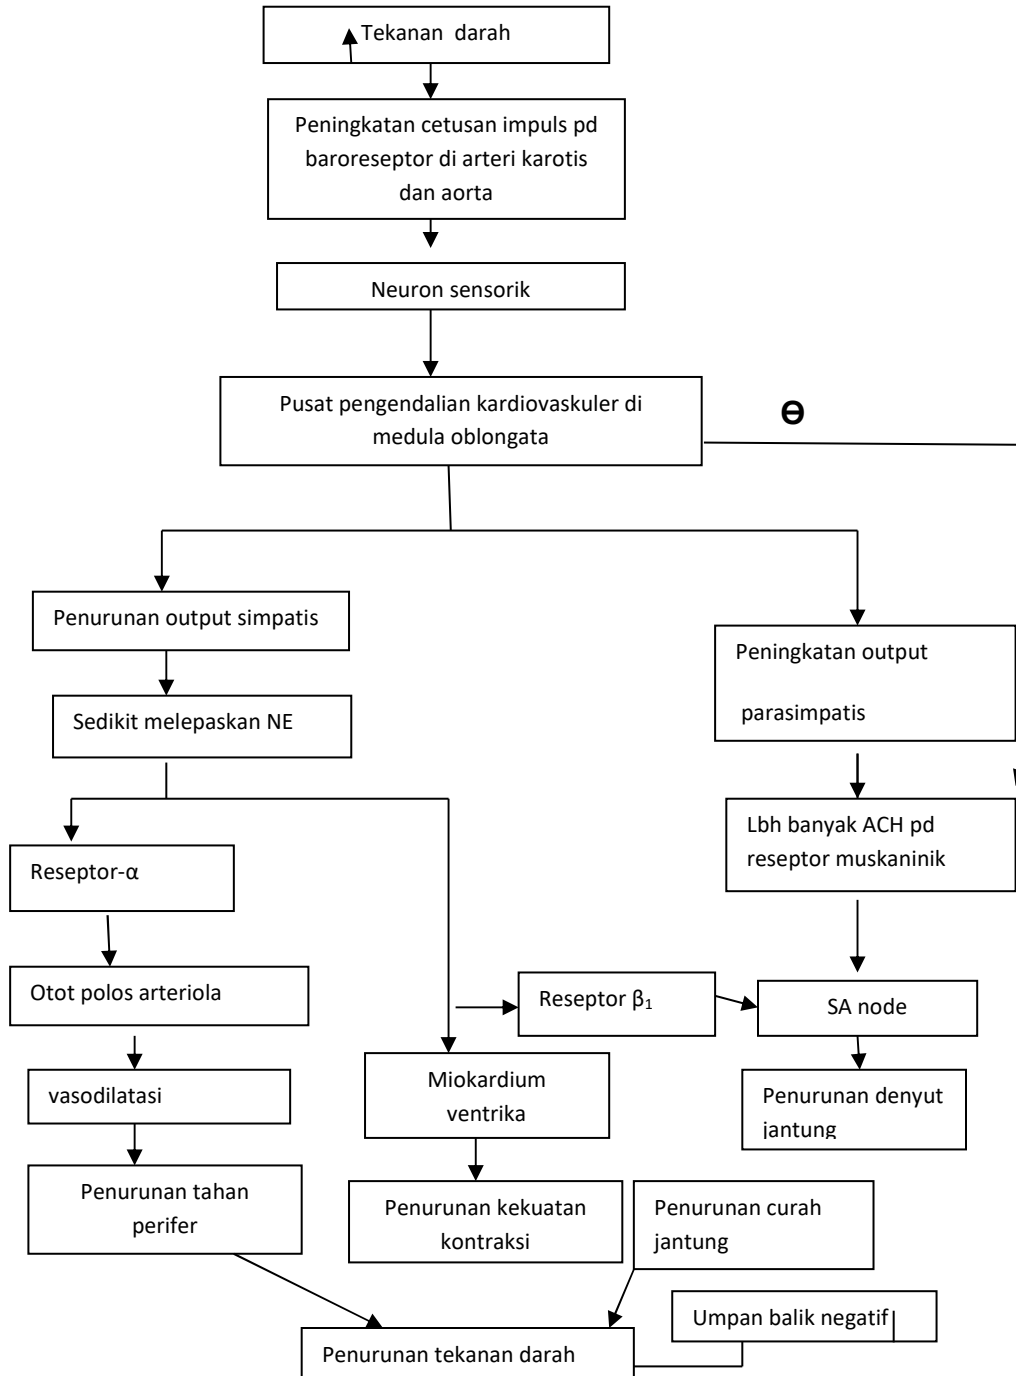 Tekanan darah
Peningkatan cetusan impuls pd
baroreseptor di arteri karotis
dan aorta
Neuron sensorik
Pusat pengendalian kardiovaskuler di
medula oblongata
Ɵ
Penurunan output simpatis
Peningkatan output
parasimpatis
Sedikit melepaskan NE
Lbh banyak ACH pd
reseptor muskaninik
Reseptor-α
Otot polos arteriola
Reseptor β₁
SA node
vasodilatasi
Miokardium
ventrika
Penurunan denyut
jantung
Penurunan tahan
perifer
Penurunan kekuatan
kontraksi
Penurunan curah
jantung
Umpan balik negatif
Penurunan tekanan darah